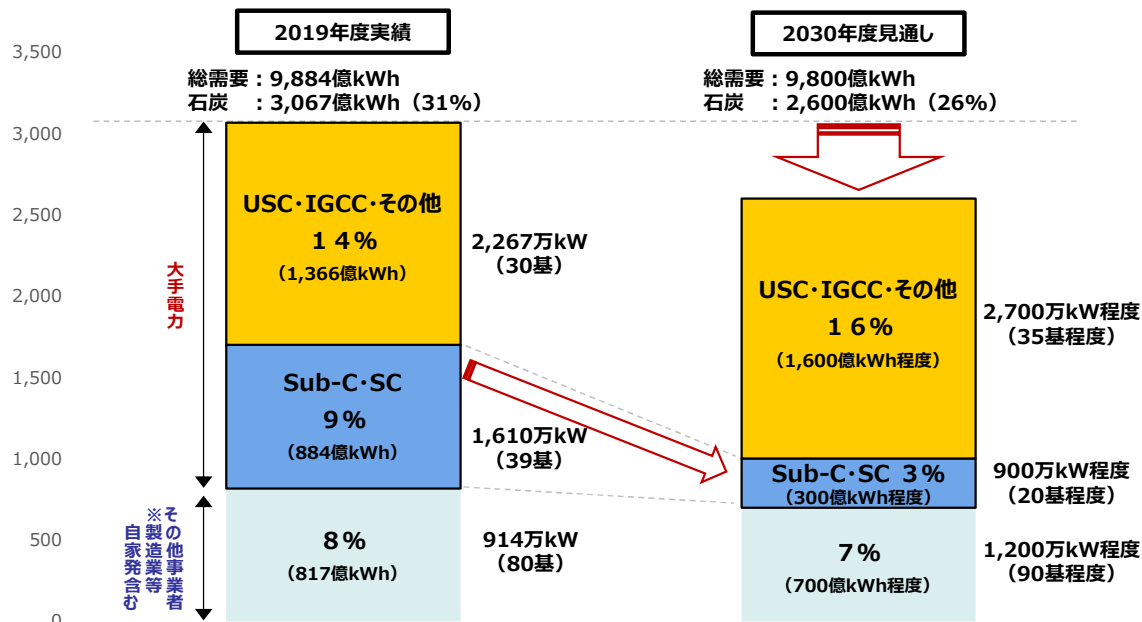 2019年度実績
2030年度見通し
総需要：9,884億kWh
石炭　：3,067億kWh（31%）
総需要：9,800億kWh
石炭　：2,600億kWh（26%）
3,500
3,000
2,500
2,000
1,500
1,000
500
0
大手電力
その他事業者
※製造業等
自家発含む
USC・IGCC・その他
14%
（1,366億kWh）
2,267万kW
（30基）
Sub-C・SC
9%
（884億kWh）
1,610万kW
（39基）
8%
（817億kWh）
914万kW
（80基）
USC・IGCC・その他
16%
（1,600億kWh程度）
2,700万kW程度
（35基程度）
Sub-C・SC 3%
（300億kWh程度）
900万kW程度
（20基程度）
7%
（700億kWh程度）
1,200万kW程度
（90基程度）